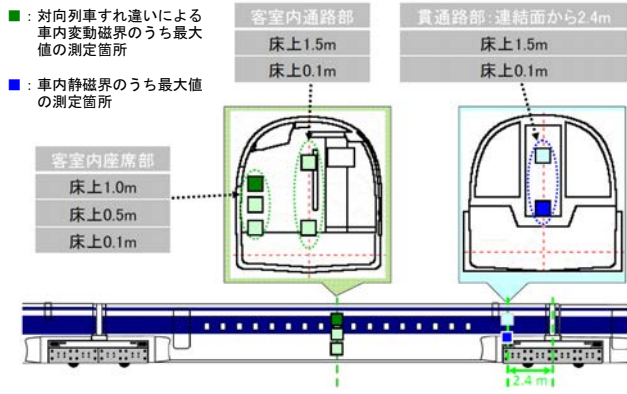 ■：対向列車すれ違いによる
車内変動磁界のうち最大
値の測定箇所
■：車内静磁界のうち最大値
の測定箇所
客室内通路部
床上1.5m
床上0.1m
貫通路部：連結面から2.4m
床上1.5m
床上0.1m
客室内座席部
床上1.0m
床上0.5m
床上0.1m
2.4 m